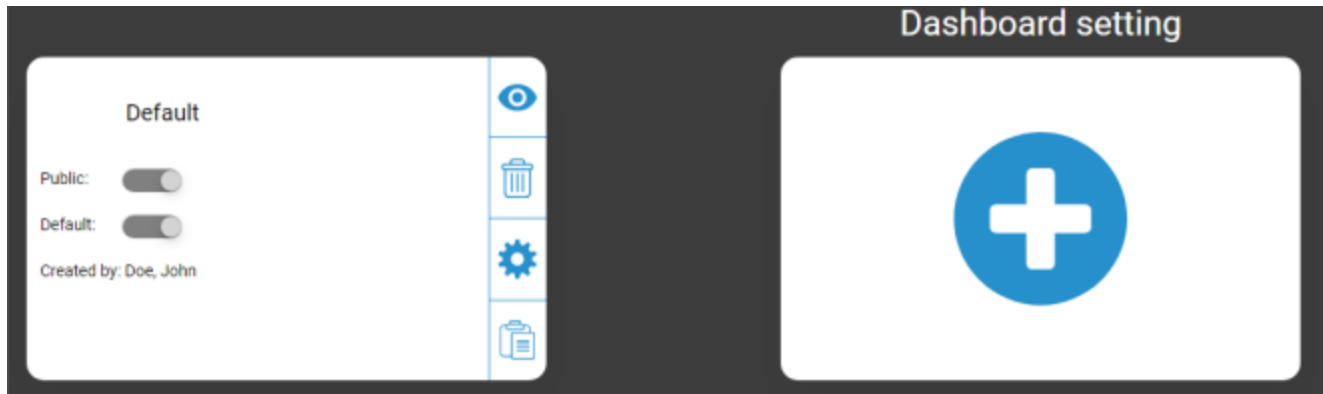 Dashboard setting
Default
Public:
Default:
Created by: Doe, John